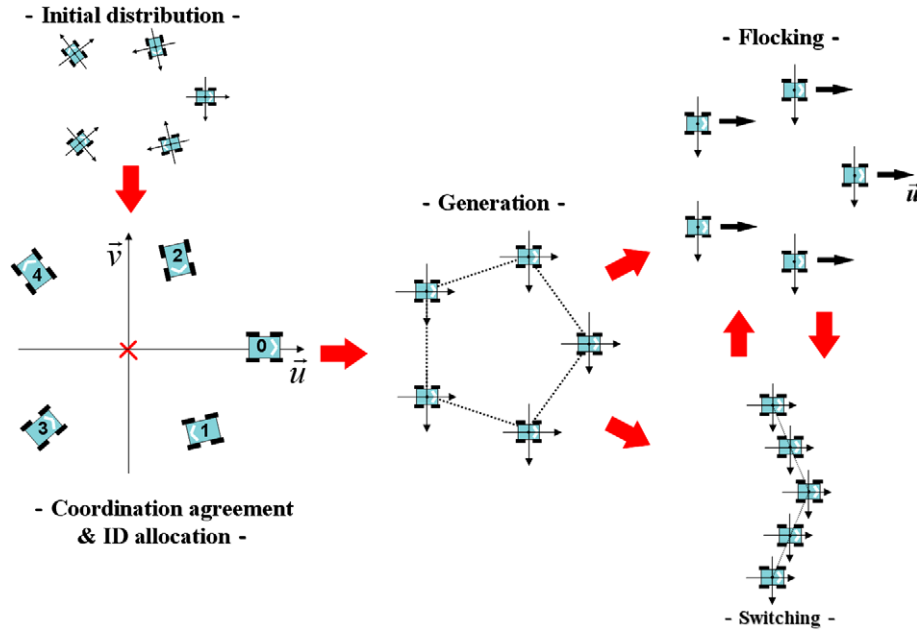 - Initial distribution -
v
4
2
0
u
3
1
- Coordination agreement
& ID allocation -
- Generation -
- Flocking -
u
- Switching -